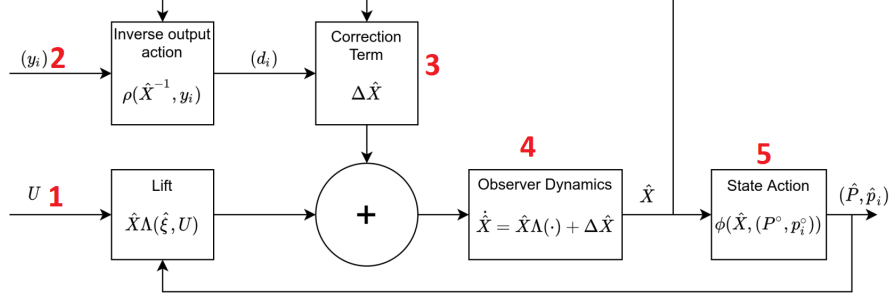 Inverse output
action
ρ(X̂⁻¹, yᵢ)
(yᵢ) 2
(dᵢ)
Correction
Term
ΔX̂
3
U 1
Lift
X̂Λ(ξ̂, U)
+
4
Observer Dynamics
X̂̇ = X̂Λ(·) + ΔX̂
X̂
5
State Action
ϕ(X̂, (P°, pᵢ°))
(P̂, p̂ᵢ)